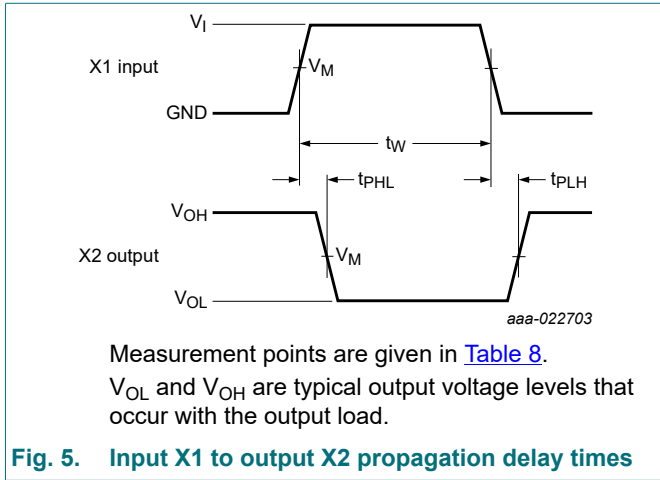 VI
X1 input
VM
GND
tW
tPHL
tPLH
VOH
X2 output
VM
VOL
aaa-022703
Measurement points are given in Table 8.
VOL and VOH are typical output voltage levels that
occur with the output load.
Fig. 5. Input X1 to output X2 propagation delay times